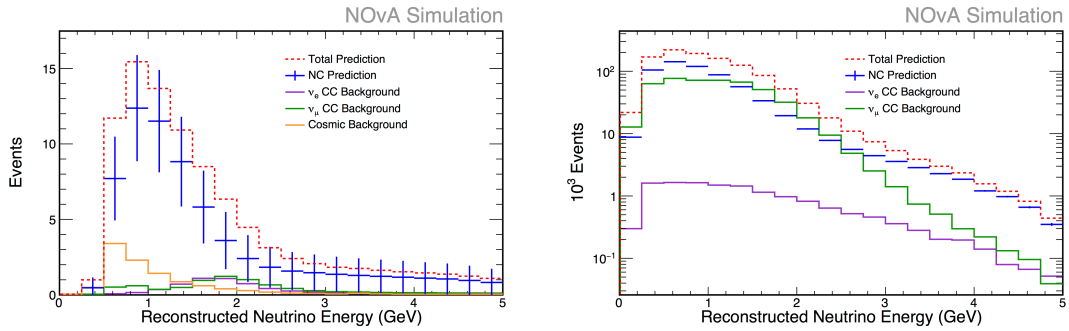 NOvA Simulation
Events
15
10
5
0
Total Prediction
NC Prediction
νe CC Background
νμ CC Background
Cosmic Background
0 1 2 3 4 5
Reconstructed Neutrino Energy (GeV)
NOvA Simulation
10³ Events
10²
10
1
10⁻¹
Total Prediction
NC Prediction
νe CC Background
νμ CC Background
0 1 2 3 4 5
Reconstructed Neutrino Energy (GeV)